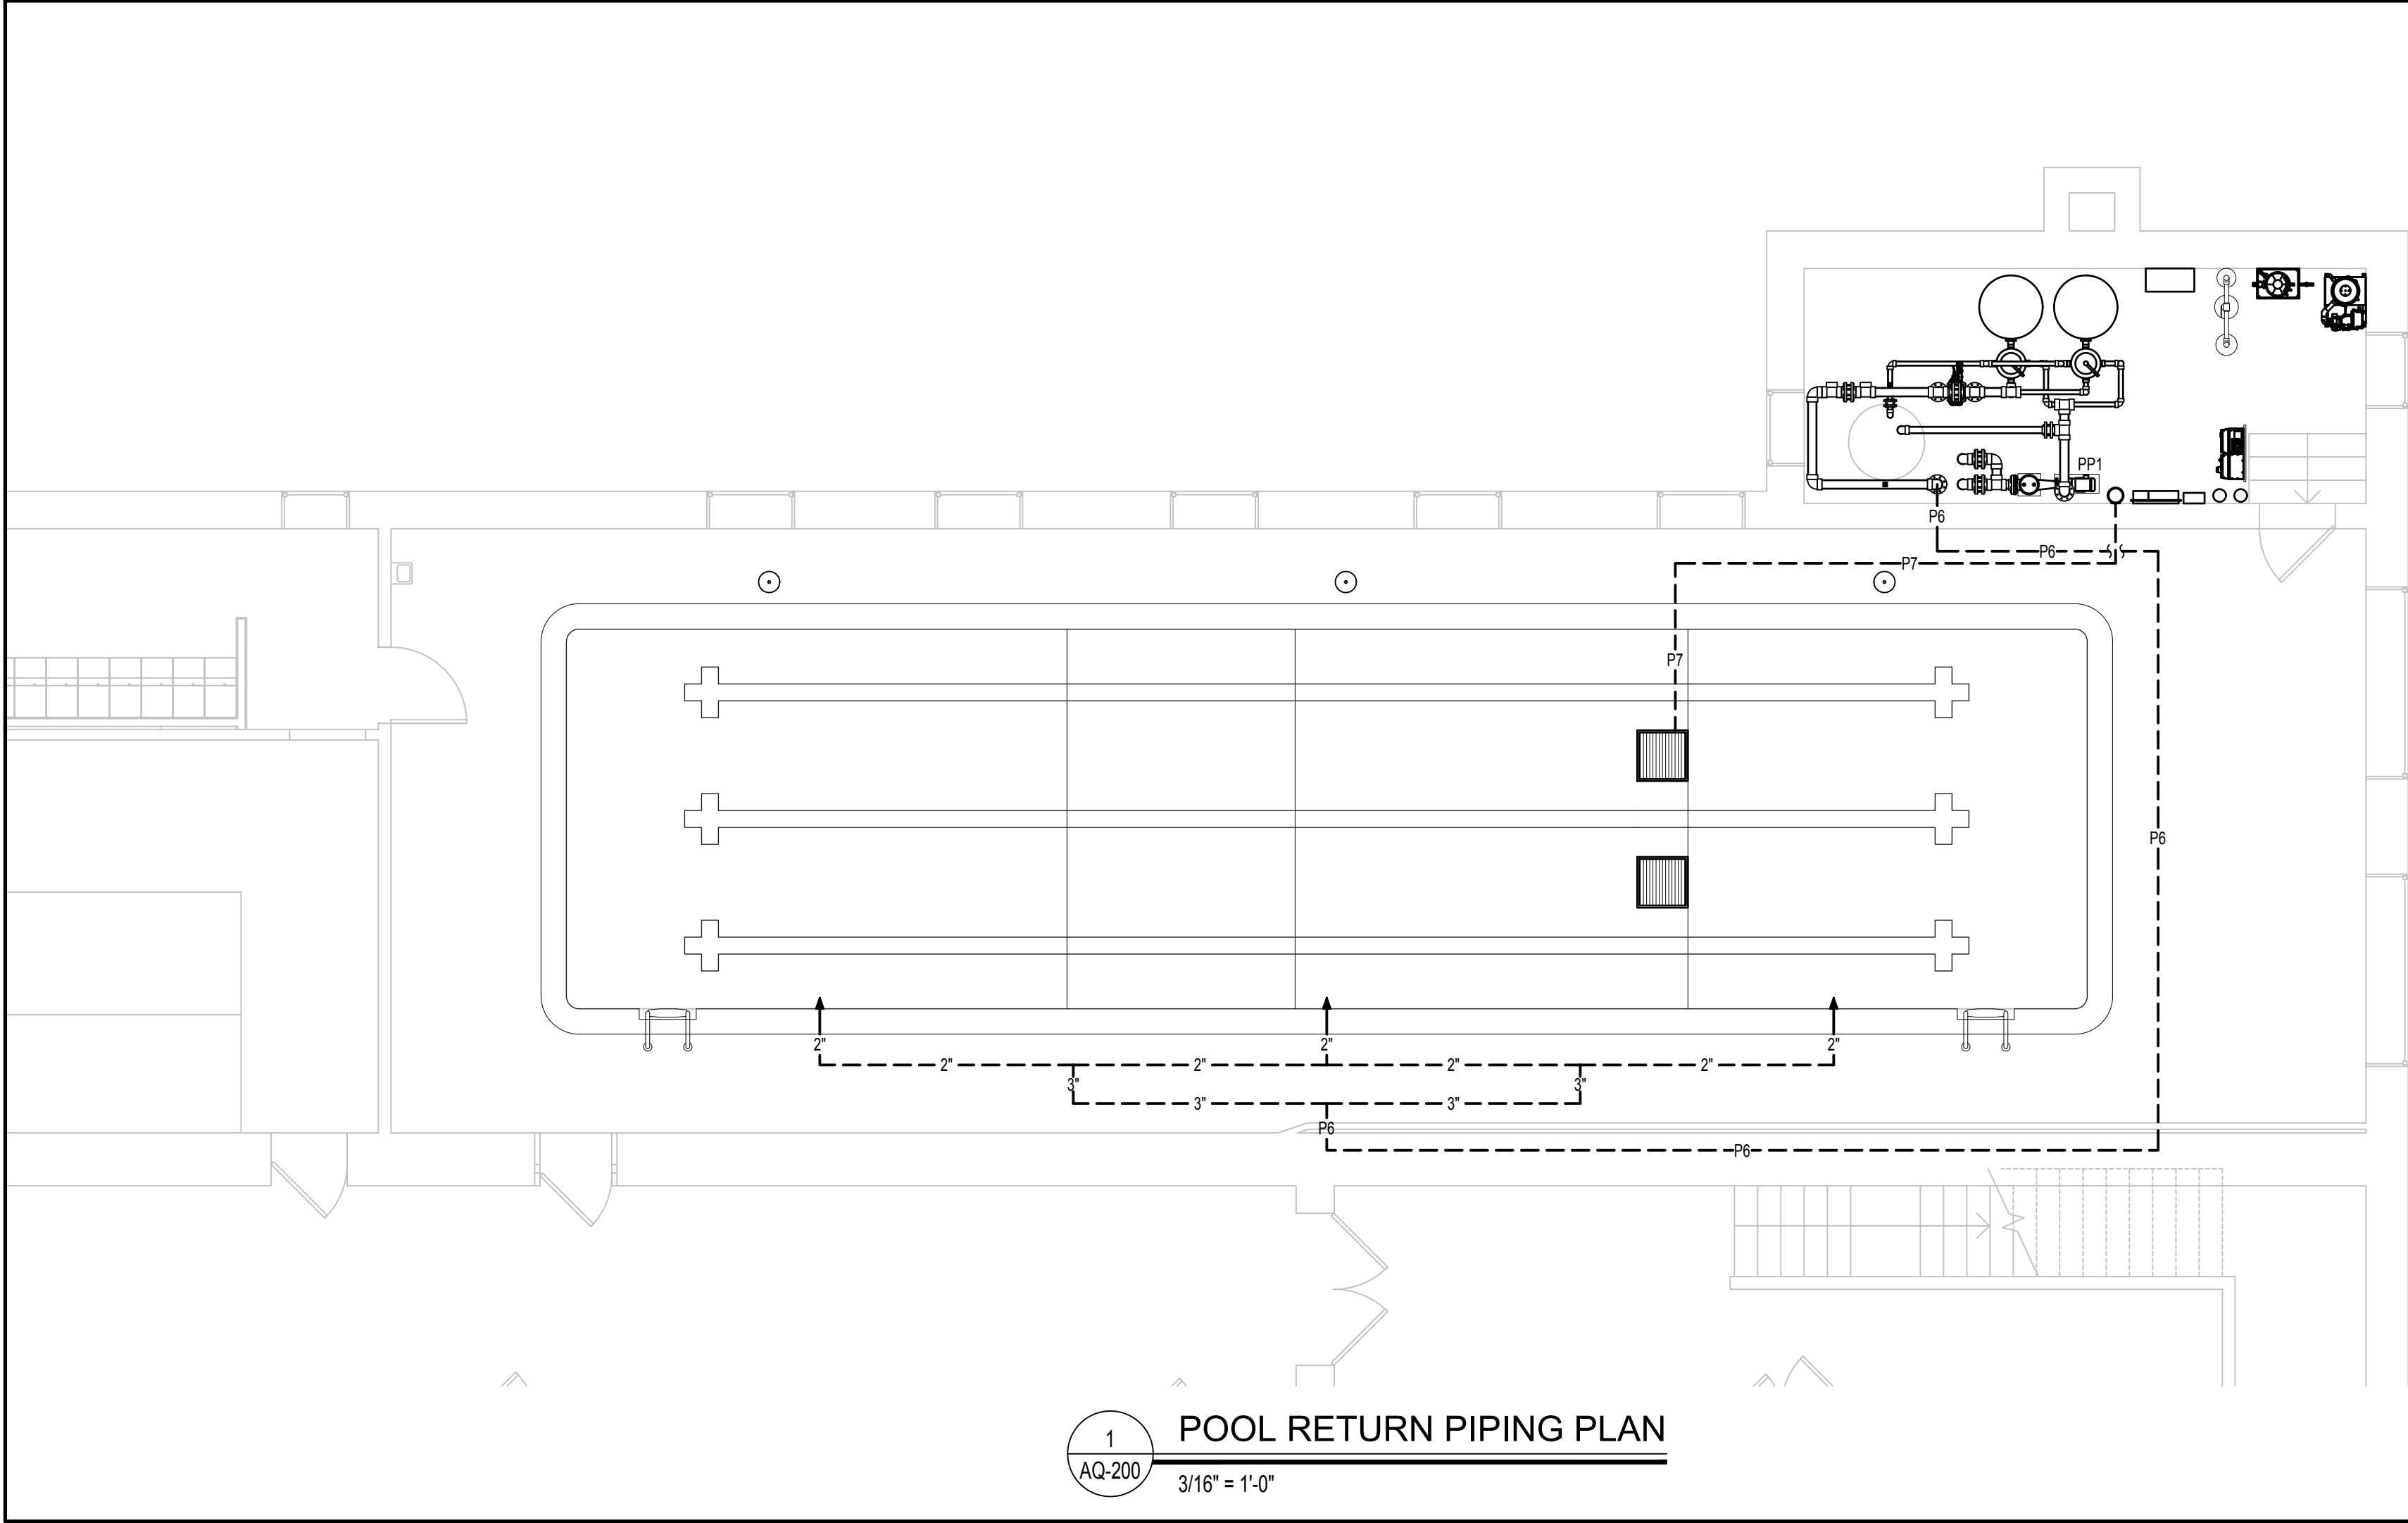 PP1
P6
P6
P7
P7
P6
2"
2"
2"
2"
2"
2"
2"
3"
3"
3"
3"
P6
P6
1
AQ-200
POOL RETURN PIPING PLAN
3/16" = 1'-0"